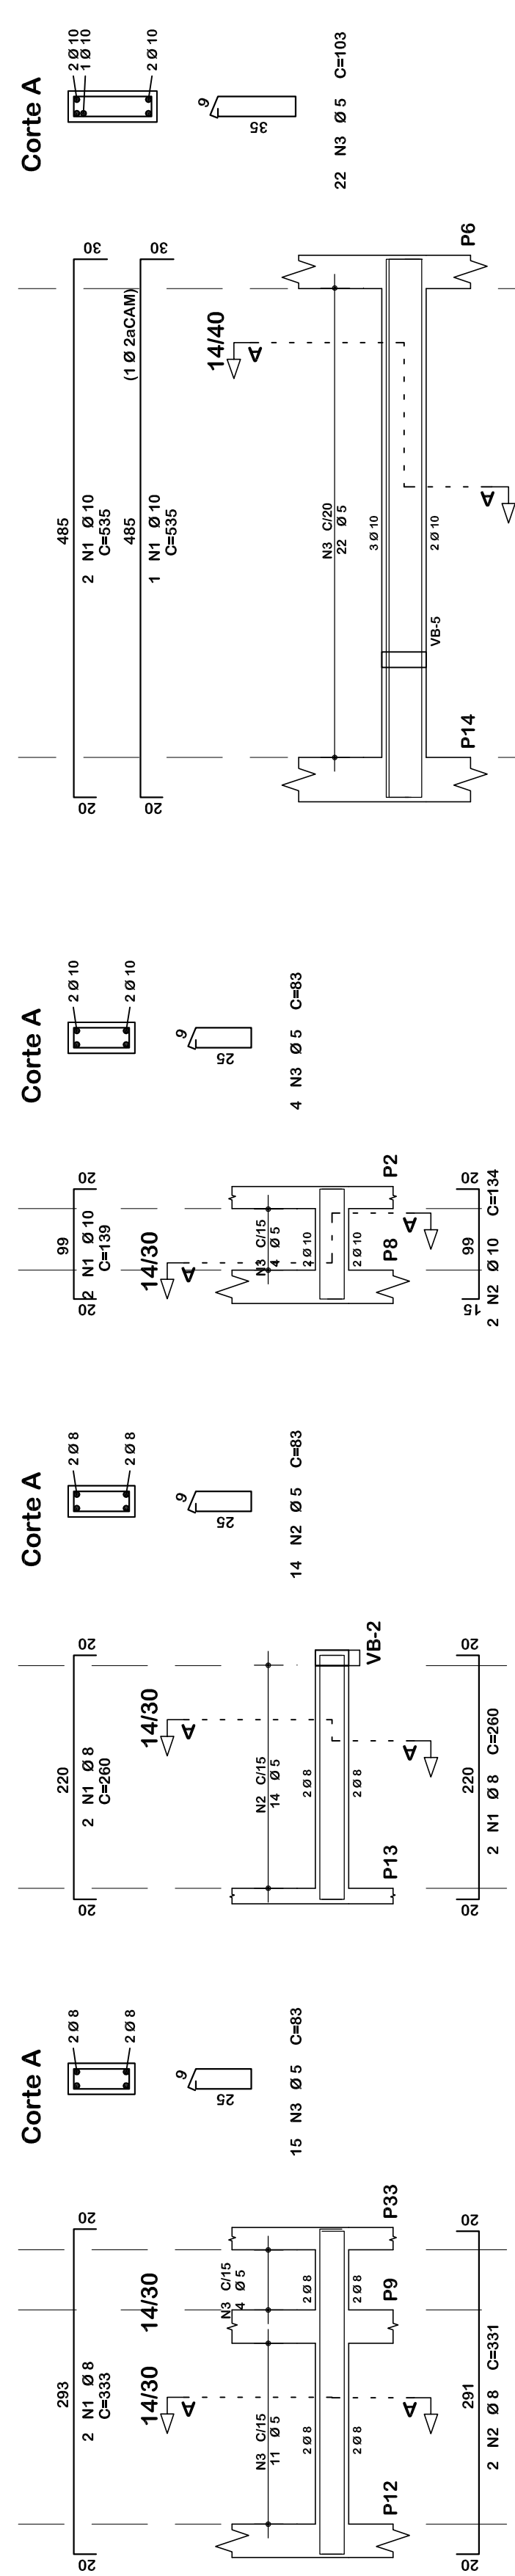 20 293 20
2 N1 Ø 8
C=333
14/30 14/30
A
N3 C/15
11 Ø 5
N3 C/15
4 Ø 5
2 Ø 8 2 Ø 8
2 Ø 8 2 Ø 8
P12 P9 P33
A
20 291 20
2 N2 Ø 8 C=331
Corte A
2 Ø 8
2 Ø 8
9
25
15 N3 Ø 5 C=83
20 220 20
2 N1 Ø 8
C=260
14/30
A
N2 C/15
14 Ø 5
2 Ø 8
2 Ø 8
P13 VB-2
A
20 220 20
2 N1 Ø 8 C=260
Corte A
2 Ø 8
2 Ø 8
9
25
14 N2 Ø 5 C=83
20 99 20
2 N1 Ø 10
C=139
14/30
A
N3 C/15
4 Ø 5
2 Ø 10
2 Ø 10
P8 P2
A
15 99 20
2 N2 Ø 10 C=134
Corte A
2 Ø 10
2 Ø 10
9
25
4 N3 Ø 5 C=83
20 485 30
2 N1 Ø 10
C=535
(1 Ø 2aCAM)
20 485 30
1 N1 Ø 10
C=535
14/40
A
N3 C/20
22 Ø 5
3 Ø 10
2 Ø 10
VB-5
P14 P6
A
Corte A
2 Ø 10
1 Ø 10
2 Ø 10
9
35
22 N3 Ø 5 C=103